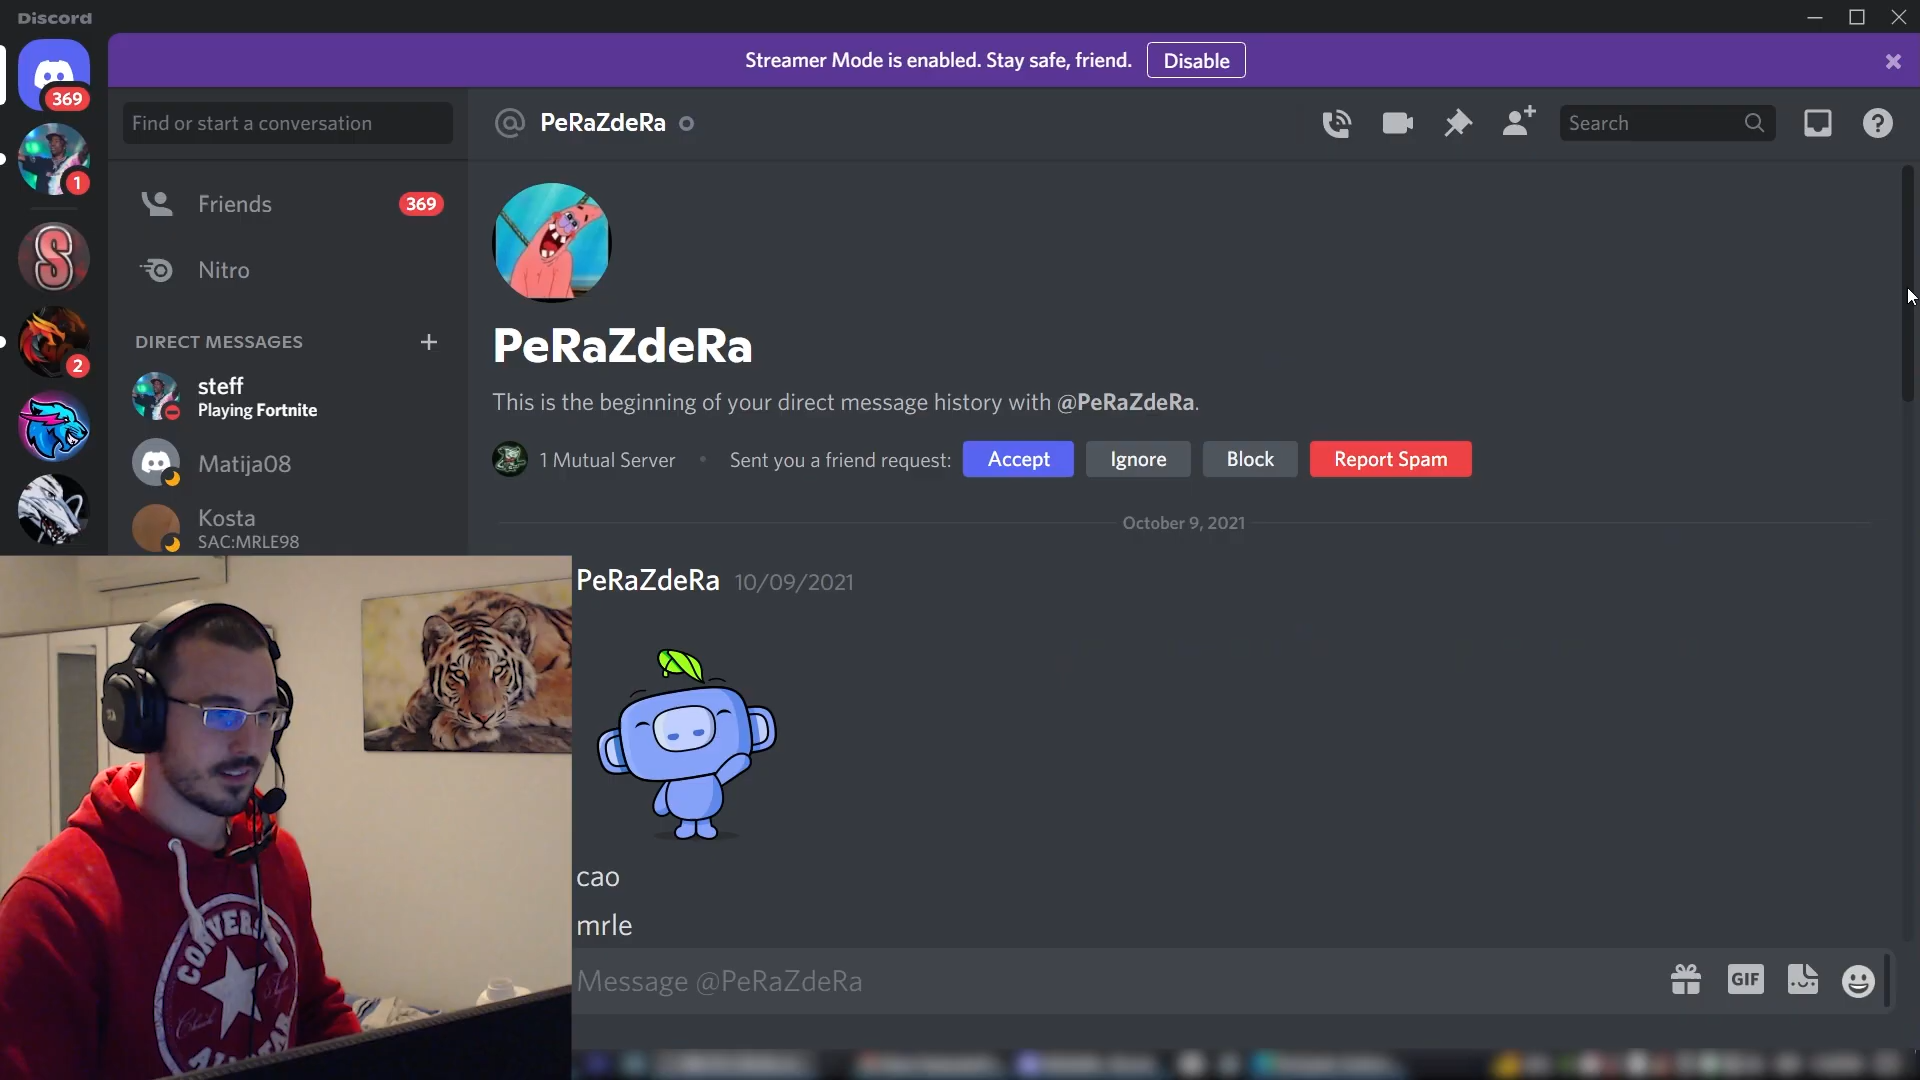 Discord
Streamer Mode is enabled. Stay safe, friend.
Disable
369
Find or start a conversation
PeRaZdeRa
Search
1
Friends
369
Nitro
S
2
DIRECT MESSAGES
steff
Playing Fortnite
Matija08
Kosta
SAC:MRLE98
PeRaZdeRa
This is the beginning of your direct message history with @PeRaZdeRa.
1 Mutual Server
Sent you a friend request:
Accept
Ignore
Block
Report Spam
October 9, 2021
PeRaZdeRa 10/09/2021
cao
mrle
Message @PeRaZdeRa
GIF
CONVERS
ALL STAR